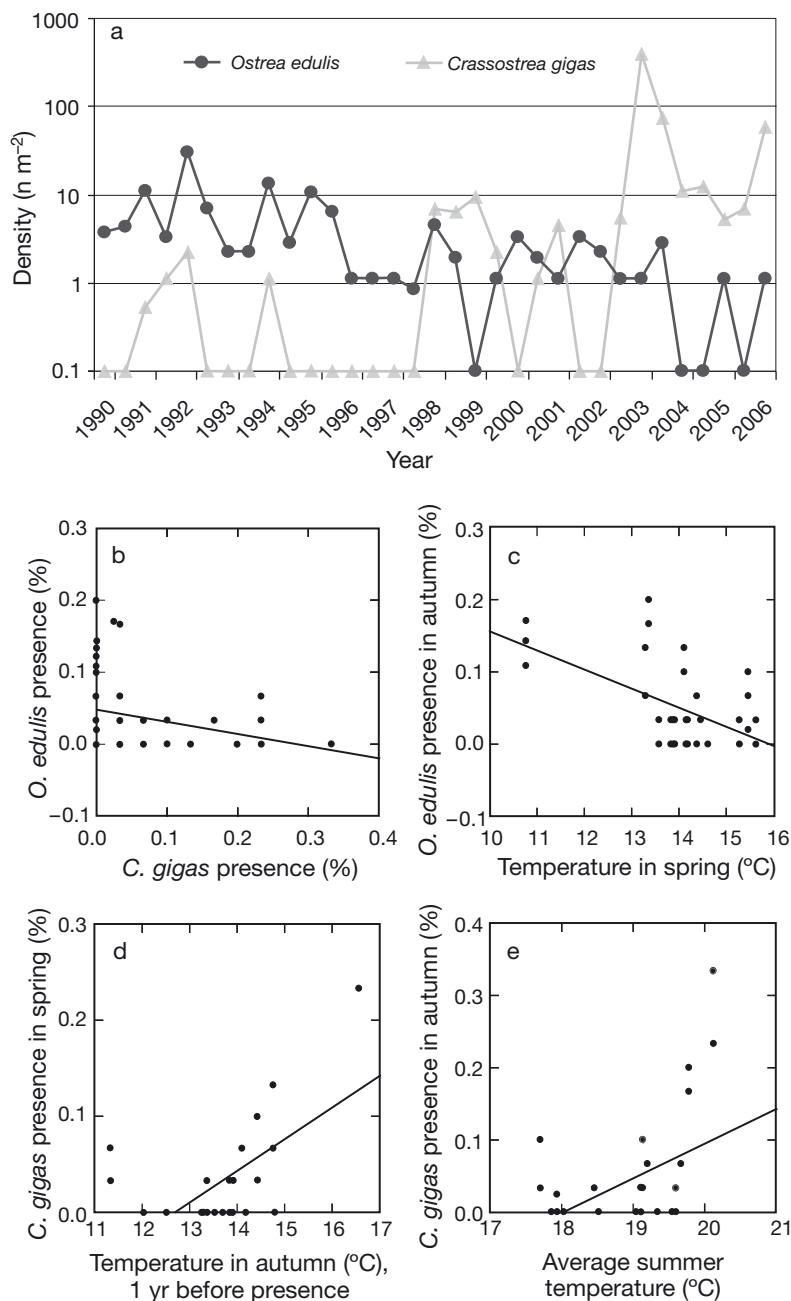 a
Ostrea edulis
Crassostrea gigas
1000
100
10
1
0.1
Density (n m⁻²)
1990 1991 1992 1993 1994 1995 1996 1997 1998 1999 2000 2001 2002 2003 2004 2005 2006
Year
b
O. edulis presence (%)
0.3
0.2
0.1
0.0
−0.1
0.0 0.1 0.2 0.3 0.4
C. gigas presence (%)
c
O. edulis presence in autumn (%)
0.3
0.2
0.1
0.0
−0.1
10 11 12 13 14 15 16
Temperature in spring (ºC)
d
C. gigas presence in spring (%)
0.3
0.2
0.1
0.0
11 12 13 14 15 16 17
Temperature in autumn (ºC),
1 yr before presence
e
C. gigas presence in autumn (%)
0.4
0.3
0.2
0.1
0.0
17 18 19 20 21
Average summer
temperature (ºC)